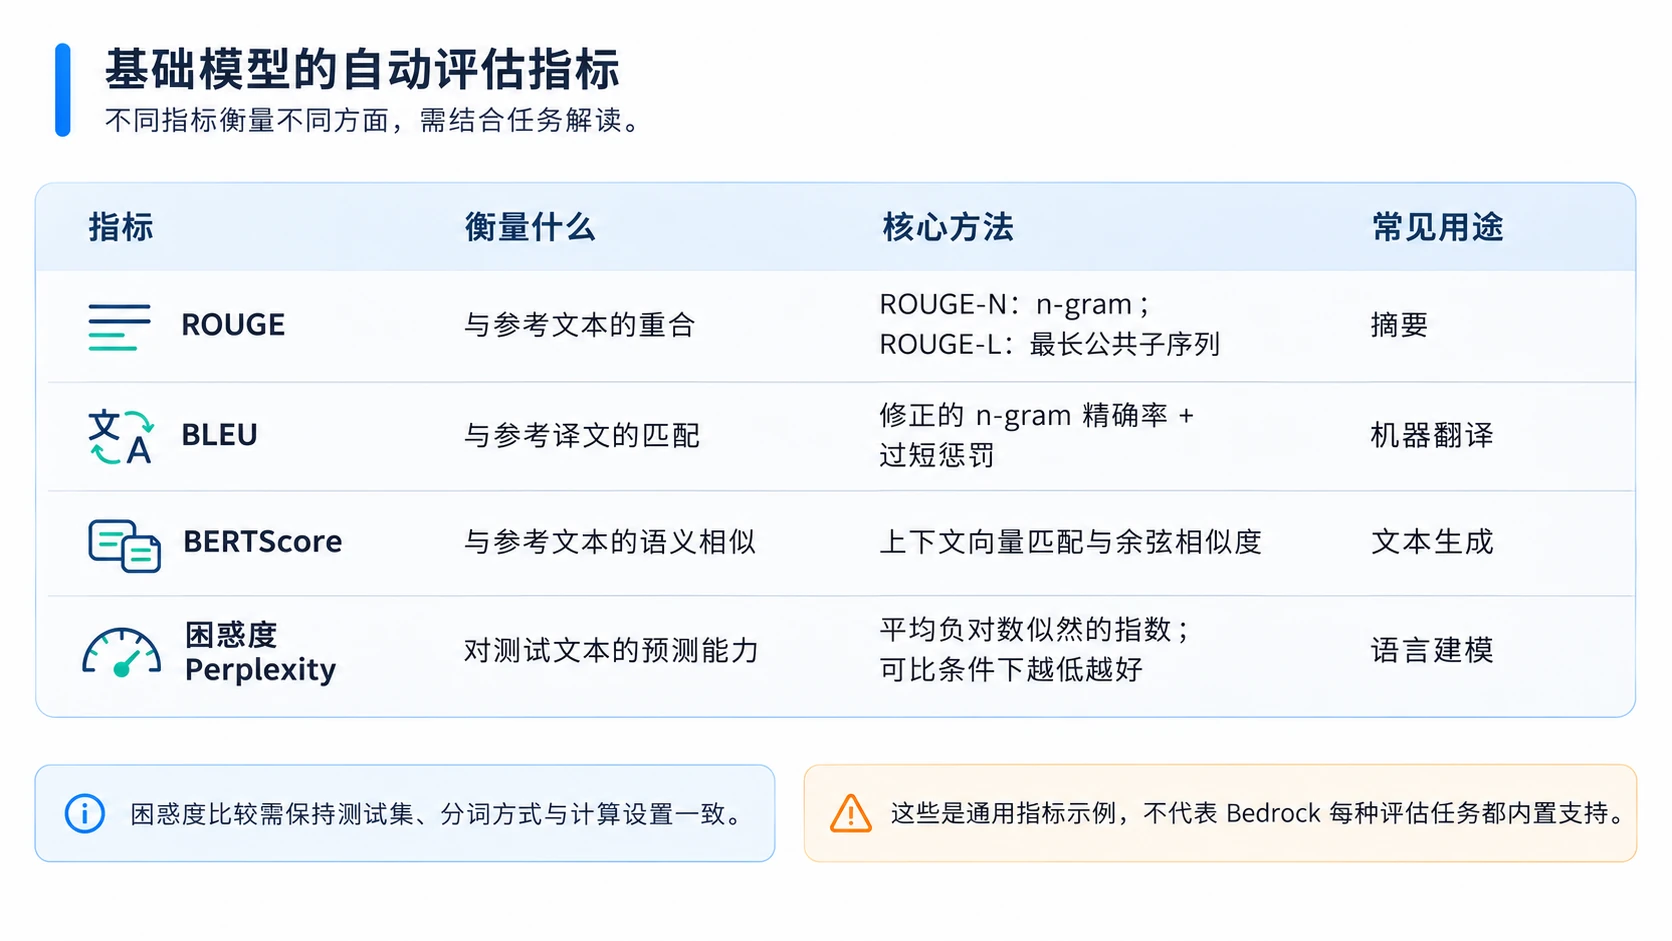 基础模型的自动评估指标
不同指标衡量不同方面，需结合任务解读。
指标
衡量什么
核心方法
常见用途
ROUGE
与参考文本的重合
ROUGE-N：n-gram；
ROUGE-L：最长公共子序列
摘要
文
A
BLEU
与参考译文的匹配
修正的 n-gram 精确率 +
过短惩罚
机器翻译
BERTScore
与参考文本的语义相似
上下文向量匹配与余弦相似度
文本生成
困惑度
Perplexity
对测试文本的预测能力
平均负对数似然的指数；
可比条件下越低越好
语言建模
困惑度比较需保持测试集、分词方式与计算设置一致。
这些是通用指标示例，不代表 Bedrock 每种评估任务都内置支持。